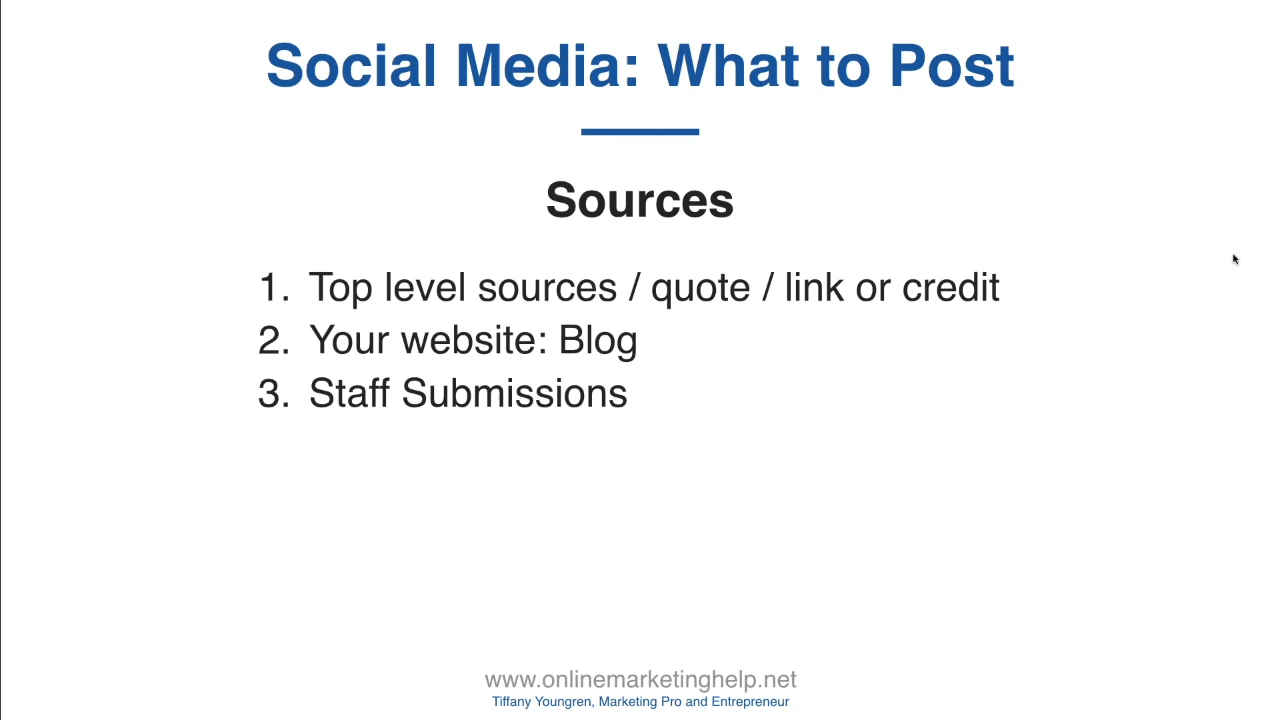 Social Media: What to Post
Sources
1. Top level sources / quote / link or credit
2. Your website: Blog
3. Staff Submissions
www.onlinemarketinghelp.net
Tiffany Youngren, Marketing Pro and Entrepreneur